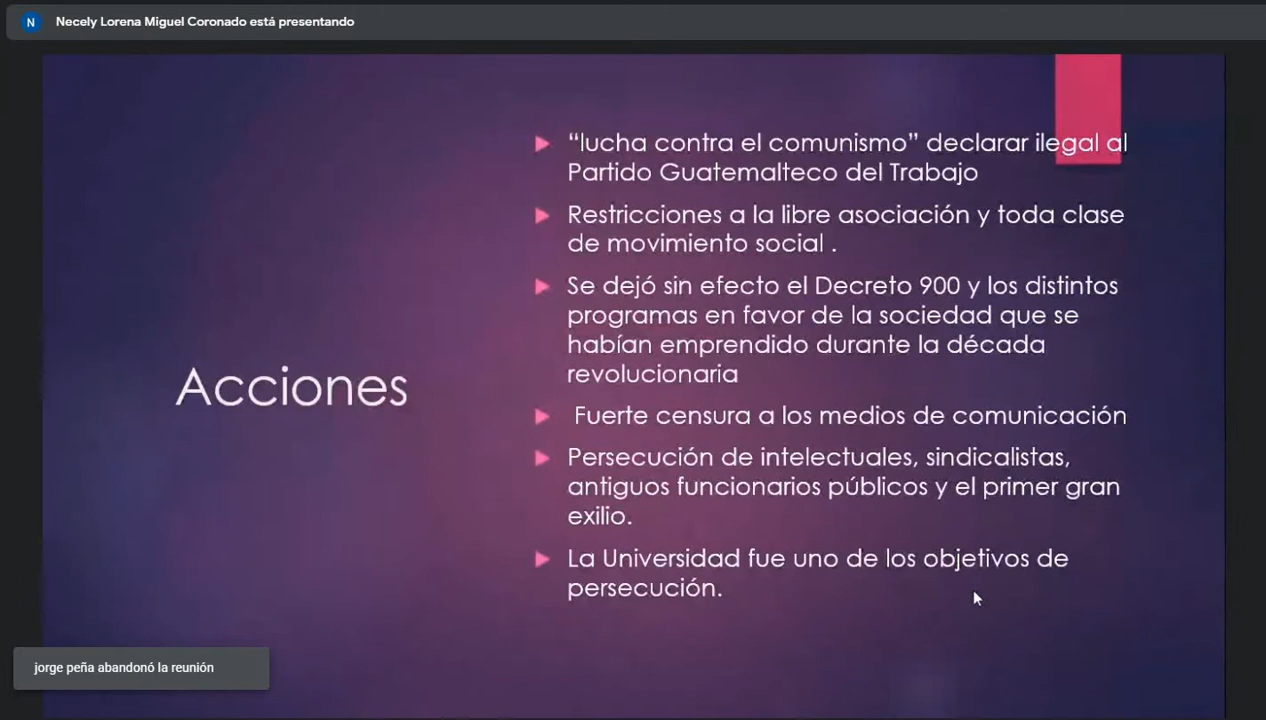 N Necely Lorena Miguel Coronado está presentando
Acciones
“lucha contra el comunismo” declarar ilegal al
Partido Guatemalteco del Trabajo
Restricciones a la libre asociación y toda clase
de movimiento social .
Se dejó sin efecto el Decreto 900 y los distintos
programas en favor de la sociedad que se
habían emprendido durante la década
revolucionaria
Fuerte censura a los medios de comunicación
Persecución de intelectuales, sindicalistas,
antiguos funcionarios públicos y el primer gran
exilio.
La Universidad fue uno de los objetivos de
persecución.
jorge peña abandonó la reunión